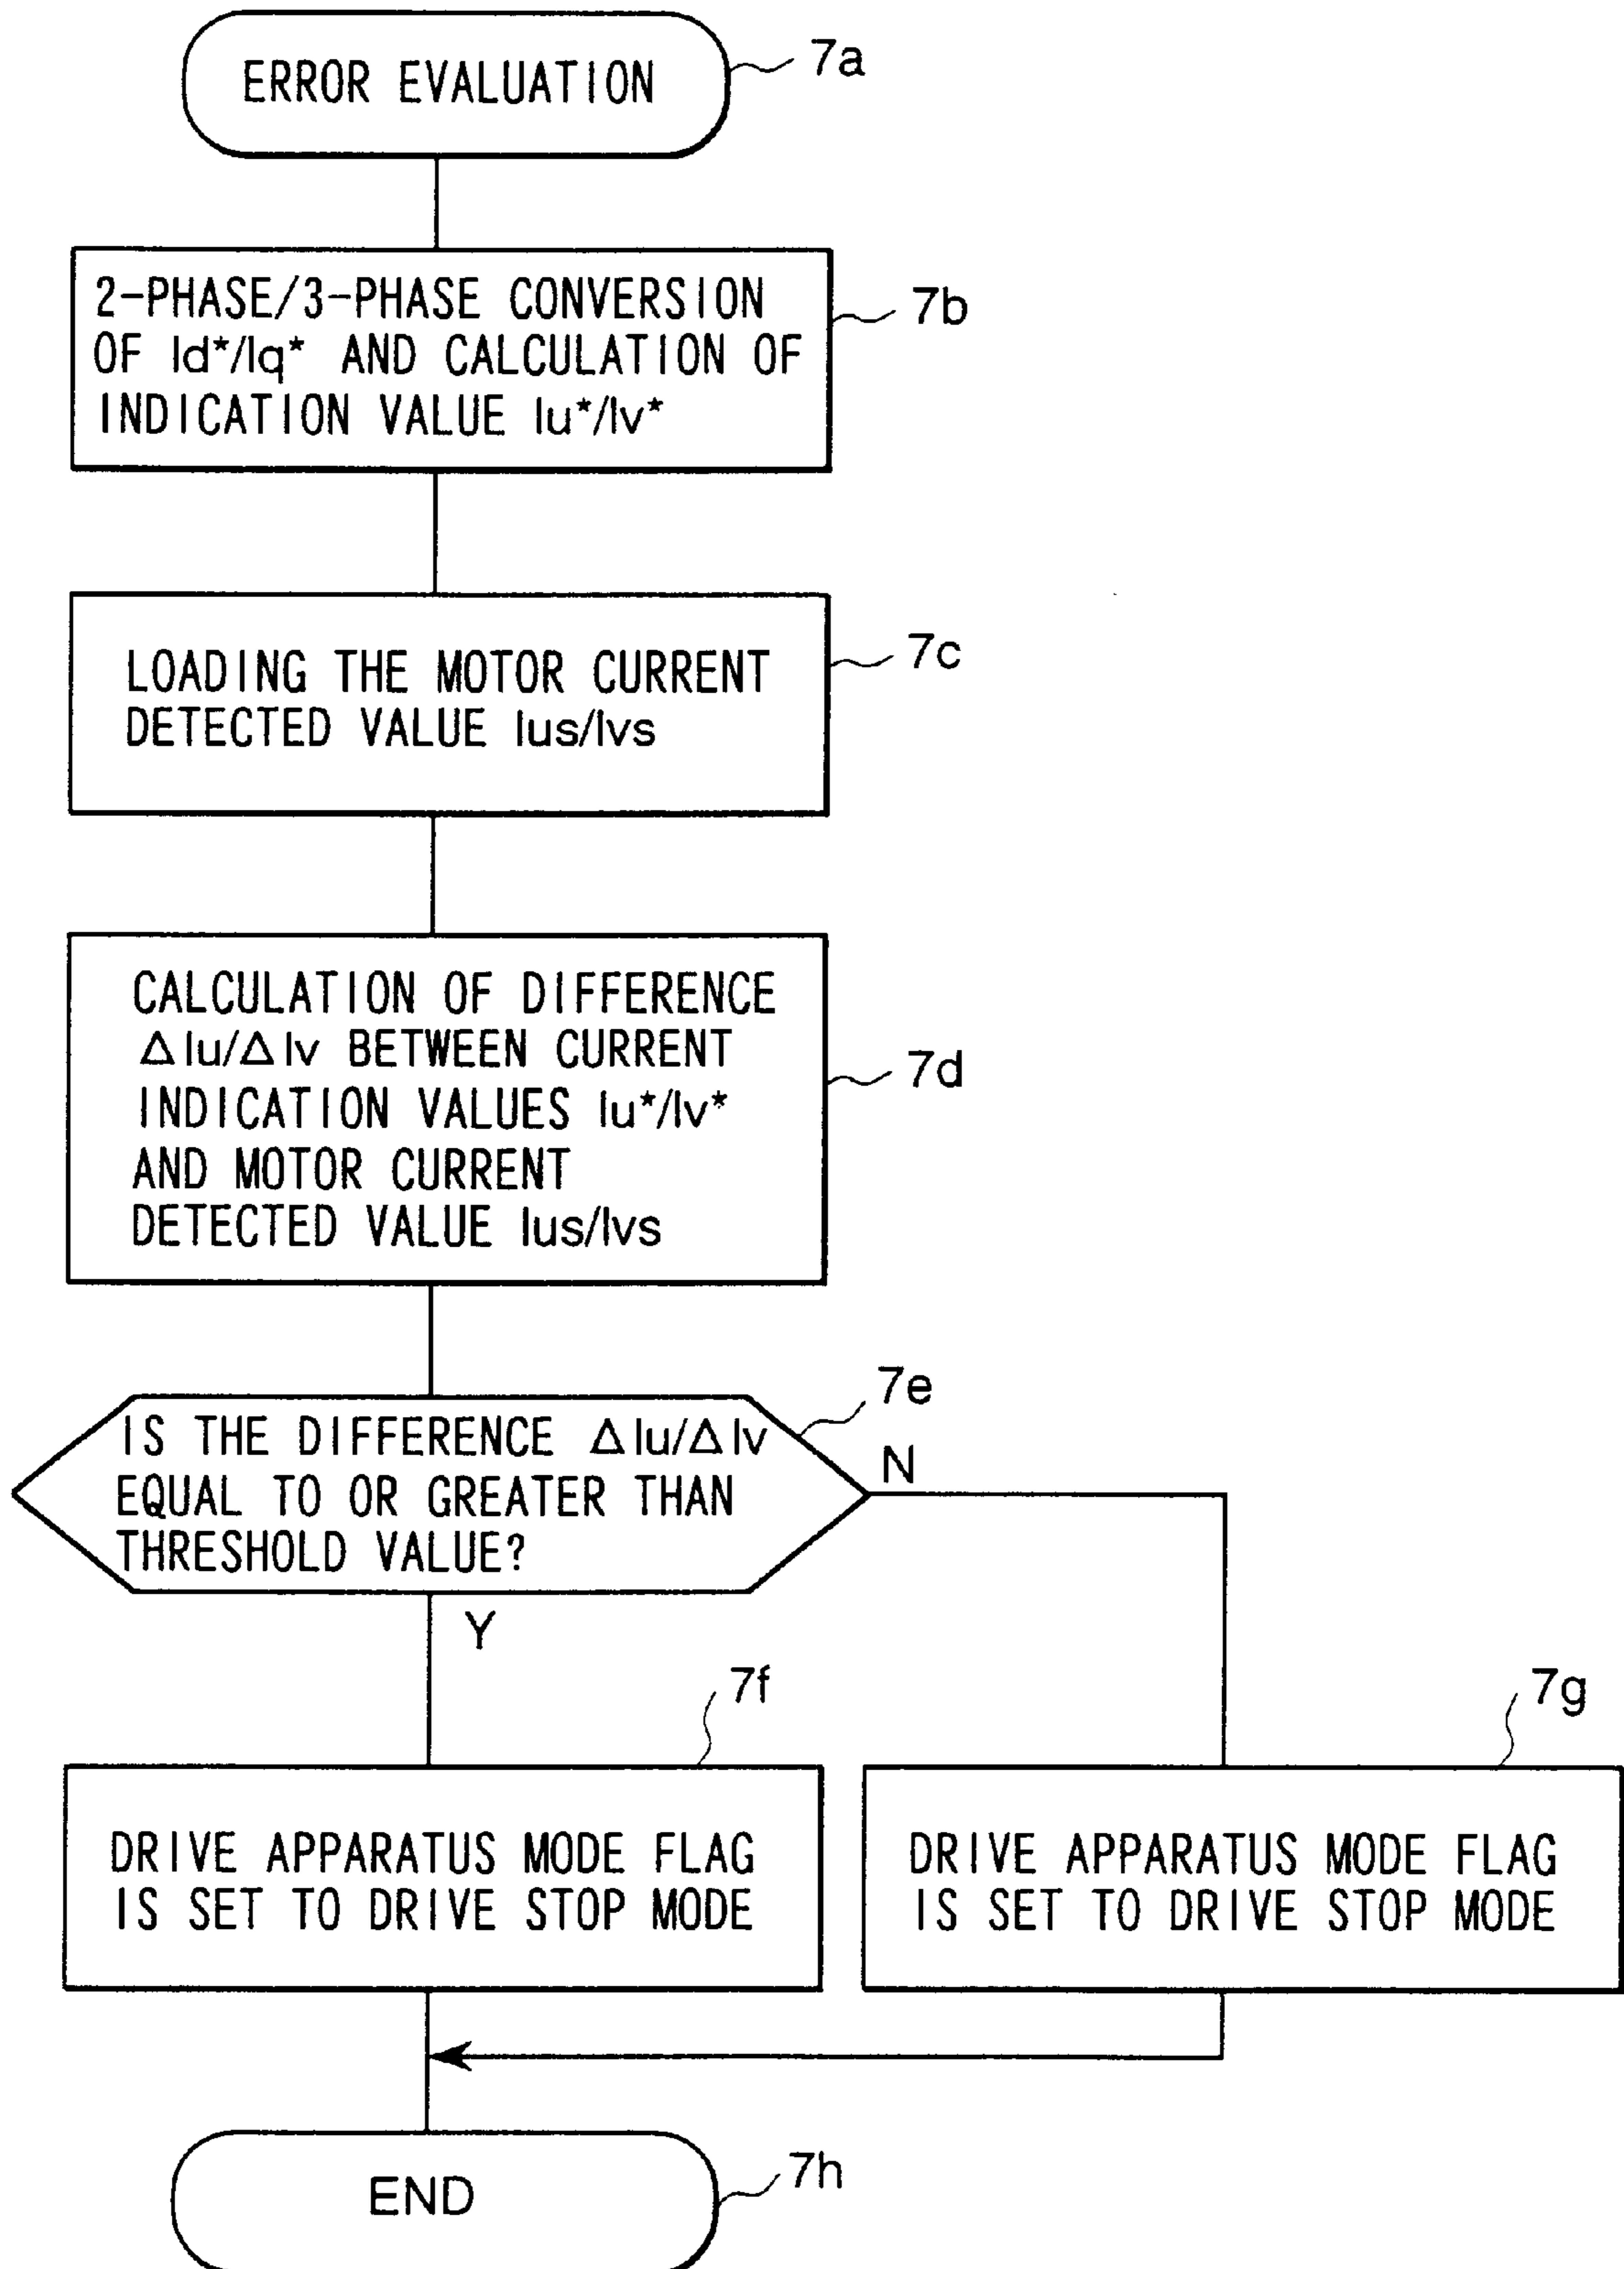 ERROR EVALUATION
7a
2-PHASE/3-PHASE CONVERSION
OF Id*/Iq* AND CALCULATION OF
INDICATION VALUE Iu*/Iv*
7b
LOADING THE MOTOR CURRENT
DETECTED VALUE Ius/Ivs
7c
CALCULATION OF DIFFERENCE
ΔIu/ΔIv BETWEEN CURRENT
INDICATION VALUES Iu*/Iv*
AND MOTOR CURRENT
DETECTED VALUE Ius/Ivs
7d
IS THE DIFFERENCE ΔIu/ΔIv
EQUAL TO OR GREATER THAN
THRESHOLD VALUE?
7e
N
Y
7f
DRIVE APPARATUS MODE FLAG
IS SET TO DRIVE STOP MODE
7g
DRIVE APPARATUS MODE FLAG
IS SET TO DRIVE STOP MODE
END
7h